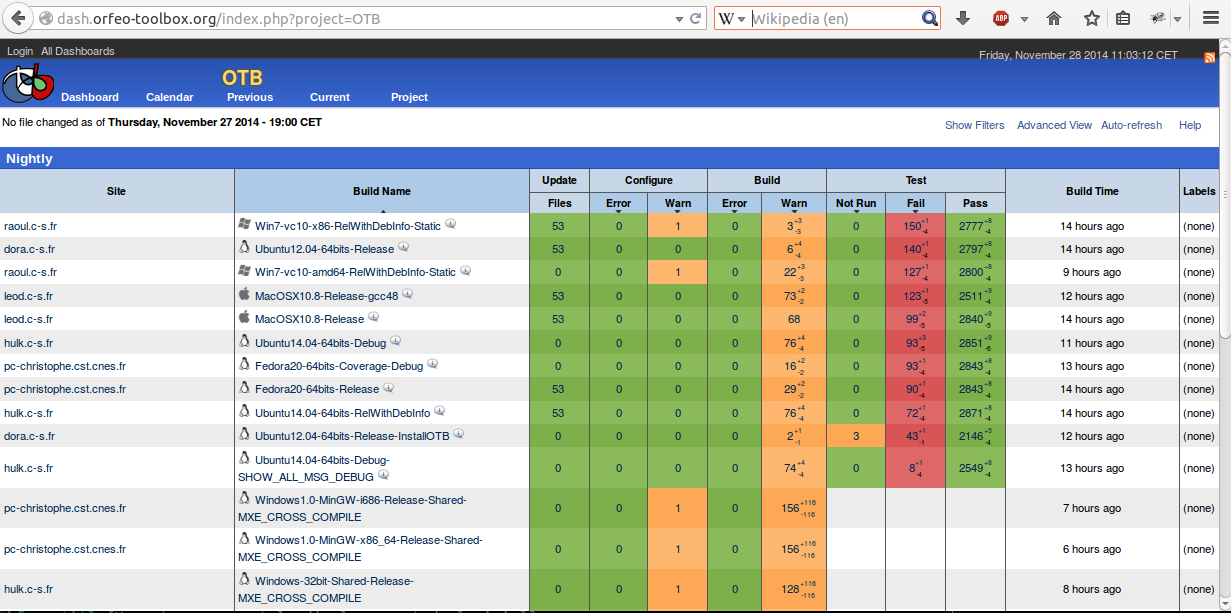 dash.orfeo-toolbox.org/index.php?project=OTB W Wikipedia (en) ABP
Login All Dashboards Friday, November 28 2014 11:03:12 CET
OTB
Dashboard Calendar Previous Current Project
No file changed as of Thursday, November 27 2014 - 19:00 CET Show Filters Advanced View Auto-refresh Help
Nightly
Site Build Name Update Configure Build Test Build Time Labels
Files Error Warn Error Warn Not Run Fail Pass
raoul.c-s.fr Win7-vc10-x86-RelWithDebInfo-Static 53 0 1 0 3 +3 -3 0 150 +1 -4 2777 +8 -4 14 hours ago (none)
dora.c-s.fr Ubuntu12.04-64bits-Release 53 0 0 0 6 +4 -4 0 140 +1 -4 2797 +8 -4 14 hours ago (none)
raoul.c-s.fr Win7-vc10-amd64-RelWithDebInfo-Static 0 0 1 0 22 +3 -3 0 127 +1 -4 2800 +8 -4 9 hours ago (none)
leod.c-s.fr MacOSX10.8-Release-gcc48 53 0 0 0 73 +2 -2 0 123 +1 -5 2511 +9 -4 12 hours ago (none)
leod.c-s.fr MacOSX10.8-Release 53 0 0 0 68 0 99 +2 -5 2840 +9 -5 14 hours ago (none)
hulk.c-s.fr Ubuntu14.04-64bits-Debug 0 0 0 0 76 +4 -4 0 93 +3 -5 2851 +9 -6 11 hours ago (none)
pc-christophe.cst.cnes.fr Fedora20-64bits-Coverage-Debug 0 0 0 0 16 +2 -2 0 93 +1 -4 2843 +8 -4 13 hours ago (none)
pc-christophe.cst.cnes.fr Fedora20-64bits-Release 53 0 0 0 29 +2 -2 0 90 +1 -4 2843 +8 -4 14 hours ago (none)
hulk.c-s.fr Ubuntu14.04-64bits-RelWithDebInfo 53 0 0 0 76 +4 -4 0 72 +1 -4 2871 +8 -4 14 hours ago (none)
dora.c-s.fr Ubuntu12.04-64bits-Release-InstallOTB 0 0 0 0 2 +1 -1 3 43 +1 -1 2146 +5 -4 12 hours ago (none)
hulk.c-s.fr Ubuntu14.04-64bits-Debug- 0 0 0 0 74 +4 -4 0 8 +1 -4 2549 +8 -4 13 hours ago (none)
SHOW_ALL_MSG_DEBUG
pc-christophe.cst.cnes.fr Windows1.0-MinGW-i686-Release-Shared- 0 0 1 0 156 +116 -116 7 hours ago (none)
MXE_CROSS_COMPILE
pc-christophe.cst.cnes.fr Windows1.0-MinGW-x86_64-Release-Shared- 0 0 1 0 156 +116 -116 6 hours ago (none)
MXE_CROSS_COMPILE
hulk.c-s.fr Windows-32bit-Shared-Release- 0 0 1 0 128 +116 -116 8 hours ago (none)
MXE_CROSS_COMPILE